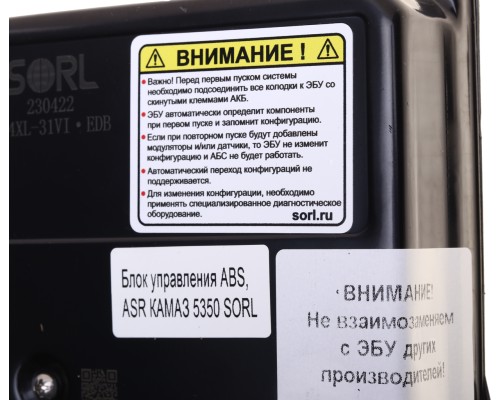 SORL
230422
MXL-31VI · EDB
ВНИМАНИЕ !
• Важно! Перед первым пуском системы
необходимо подсоединить все колодки к ЭБУ со
скинутыми клеммами АКБ.
• ЭБУ автоматически определит компоненты
при первом пуске и запомнит конфигурацию.
• Если при повторном пуске будут добавлены
модуляторы и/или датчики, то ЭБУ не изменит
конфигурацию и АБС не будет работать.
• Автоматический переход конфигураций не
поддерживается.
• Для изменения конфигурации, необходимо
применять специализированное диагностическое
оборудование.
sorl.ru
Блок управления ABS,
ASR КАМАЗ 5350 SORL
ВНИМАНИЕ!
Не взаимозаменяем
с ЭБУ других
производителей!